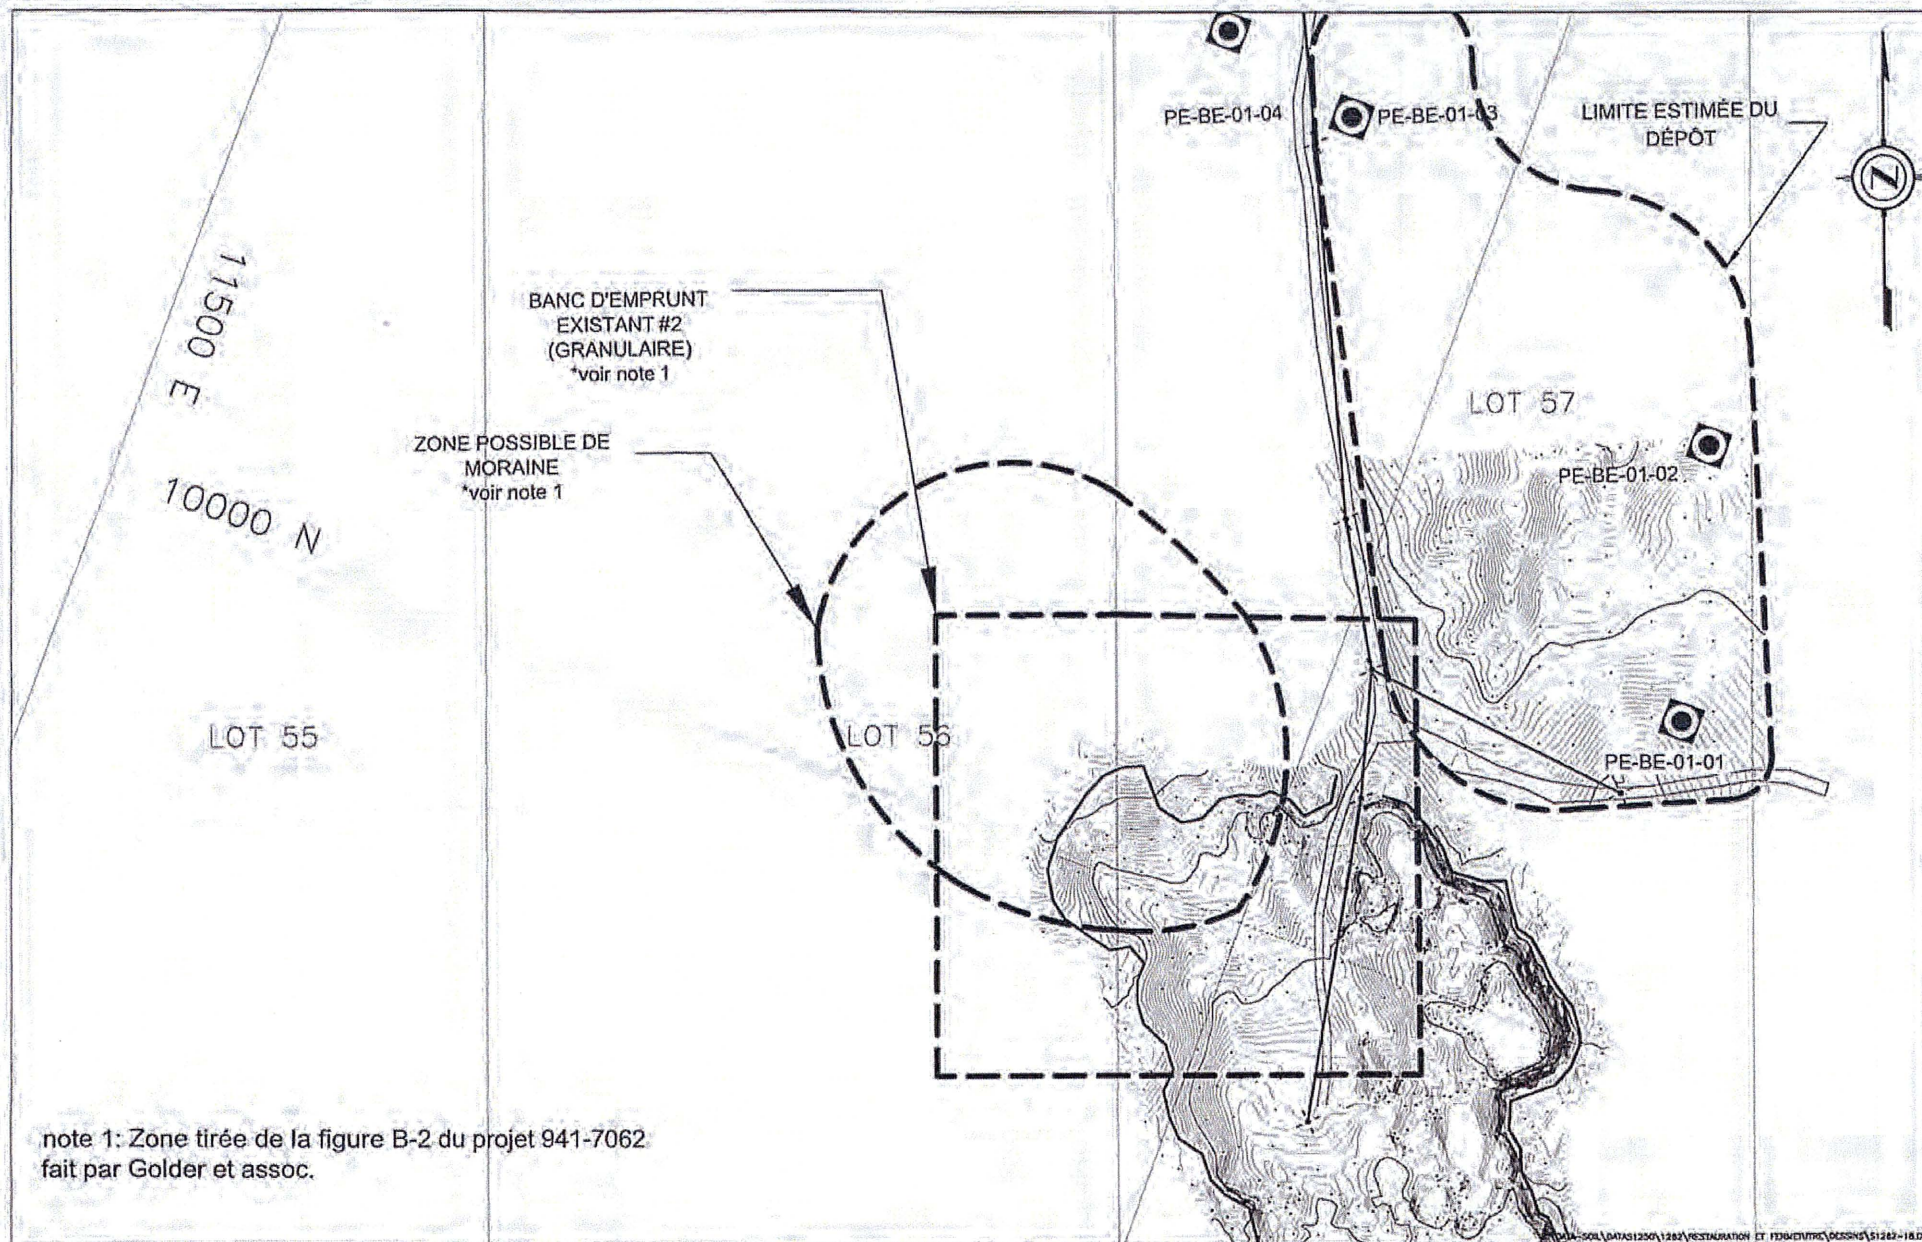 PE-BE-01-04
PE-BE-01-03
LIMITE ESTIMÉE DU
DÉPÔT
N
11500 E
10000 N
BANC D'EMPRUNT
EXISTANT #2
(GRANULAIRE)
*voir note 1
ZONE POSSIBLE DE
MORAINE
*voir note 1
LOT 57
PE-BE-01-02
LOT 55
LOT 56
PE-BE-01-01
note 1: Zone tirée de la figure B-2 du projet 941-7062
fait par Golder et assoc.